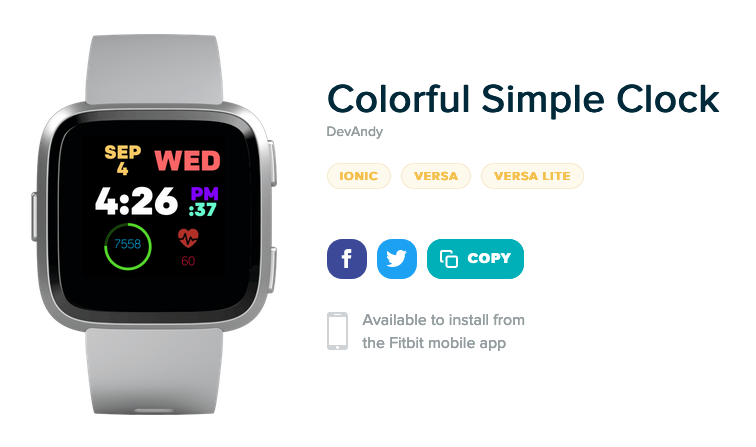 SEP
4
WED
4:26
PM
:37
7558
60
Colorful Simple Clock
DevAndy
IONIC
VERSA
VERSA LITE
COPY
Available to install from
the Fitbit mobile app